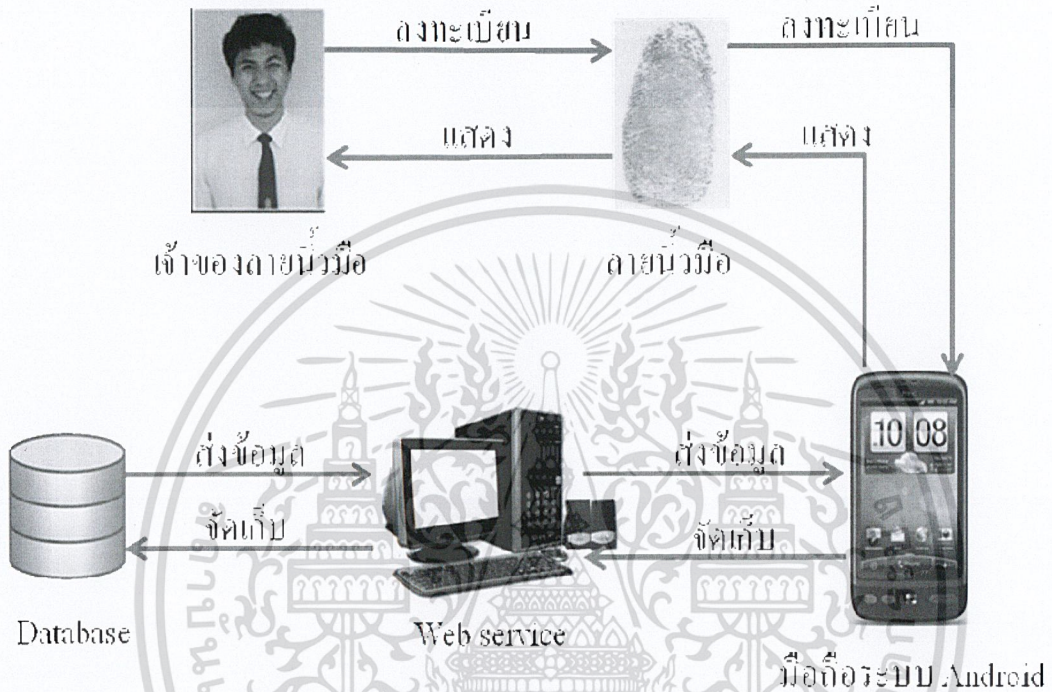 ลงทะเบียน
ลงทะเบียน
แสดง
แสดง
เจ้าของลายนิ้วมือ
ลายนิ้วมือ
10 08
ส่งข้อมูล
ส่งข้อมูล
จัดเก็บ
จัดเก็บ
Database
Web service
มือถือระบบ Android